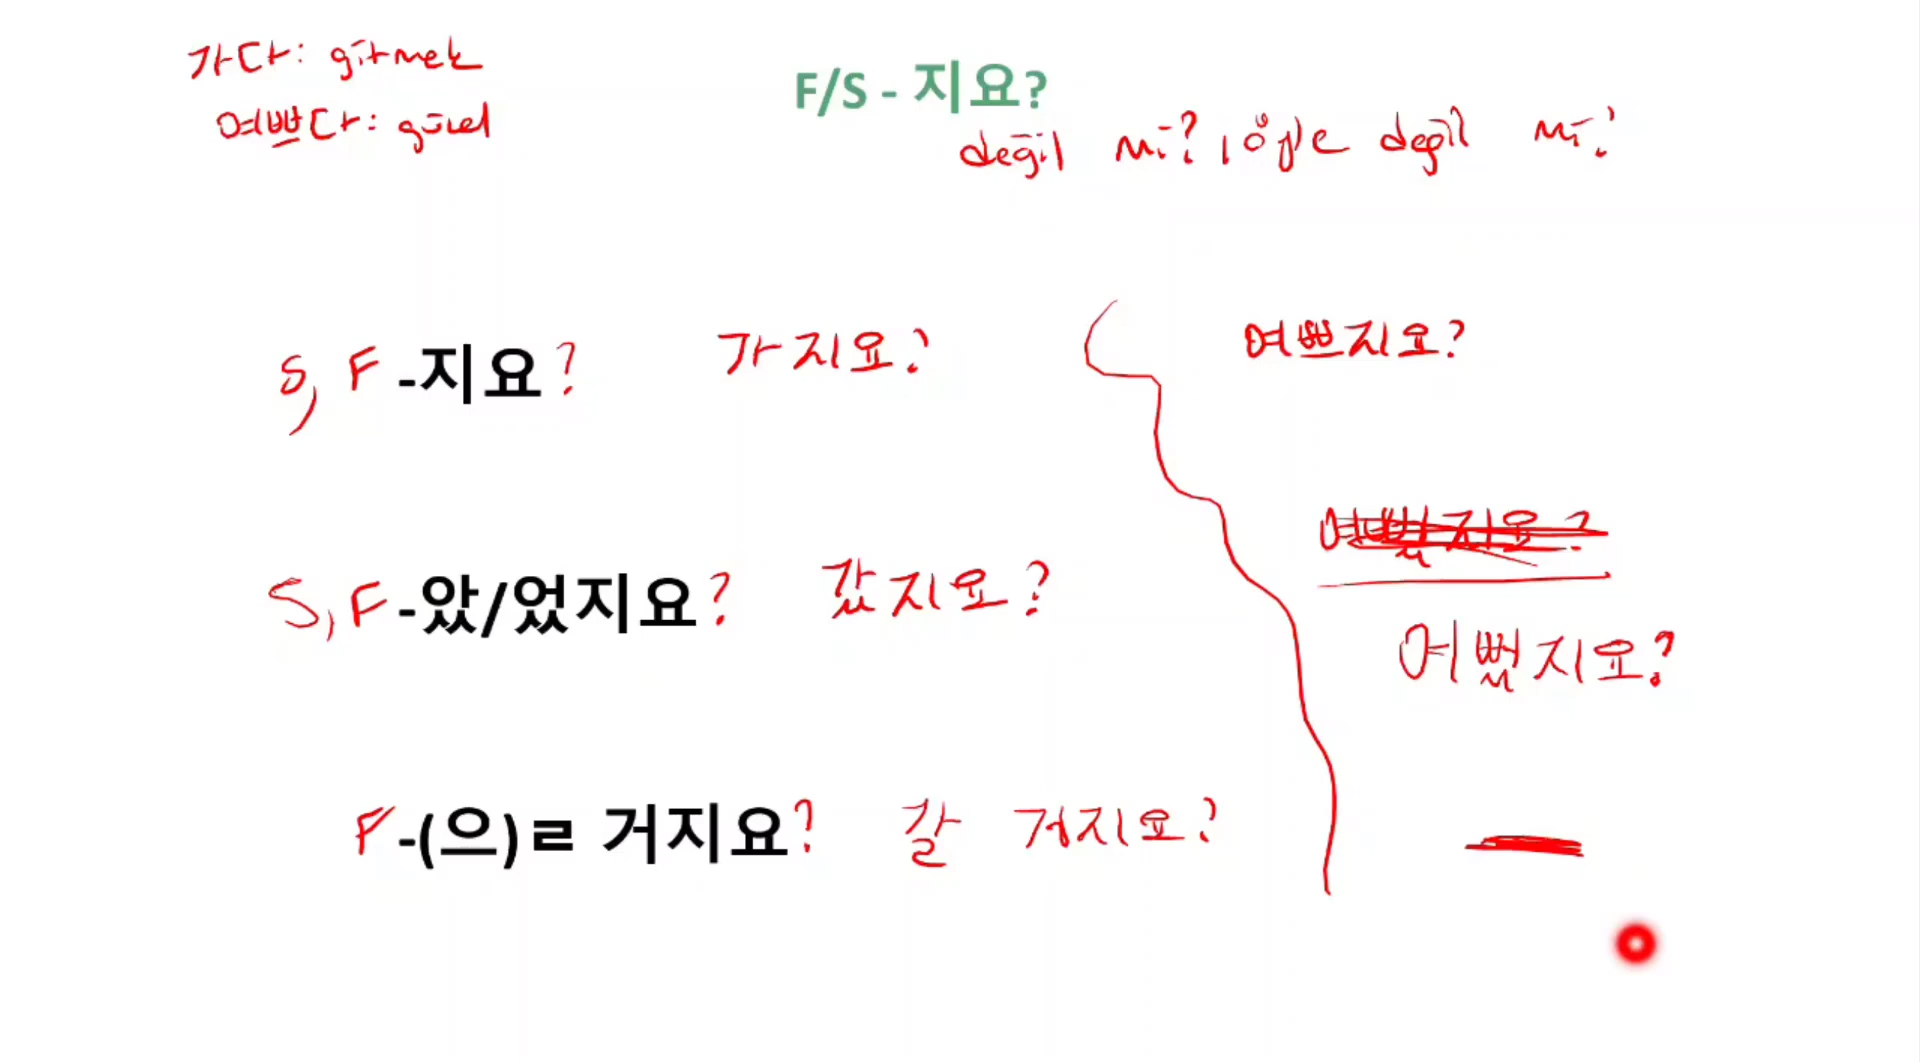 가다: gitmek
예쁘다: güzel
F/S - 지요?
değil mi?, öyle değil mi?
S, F -지요? 가지요? 예쁘지요?
S, F -았/었지요? 갔지요?
예뻤지요?
F -(으)ㄹ 거지요? 갈 거지요?